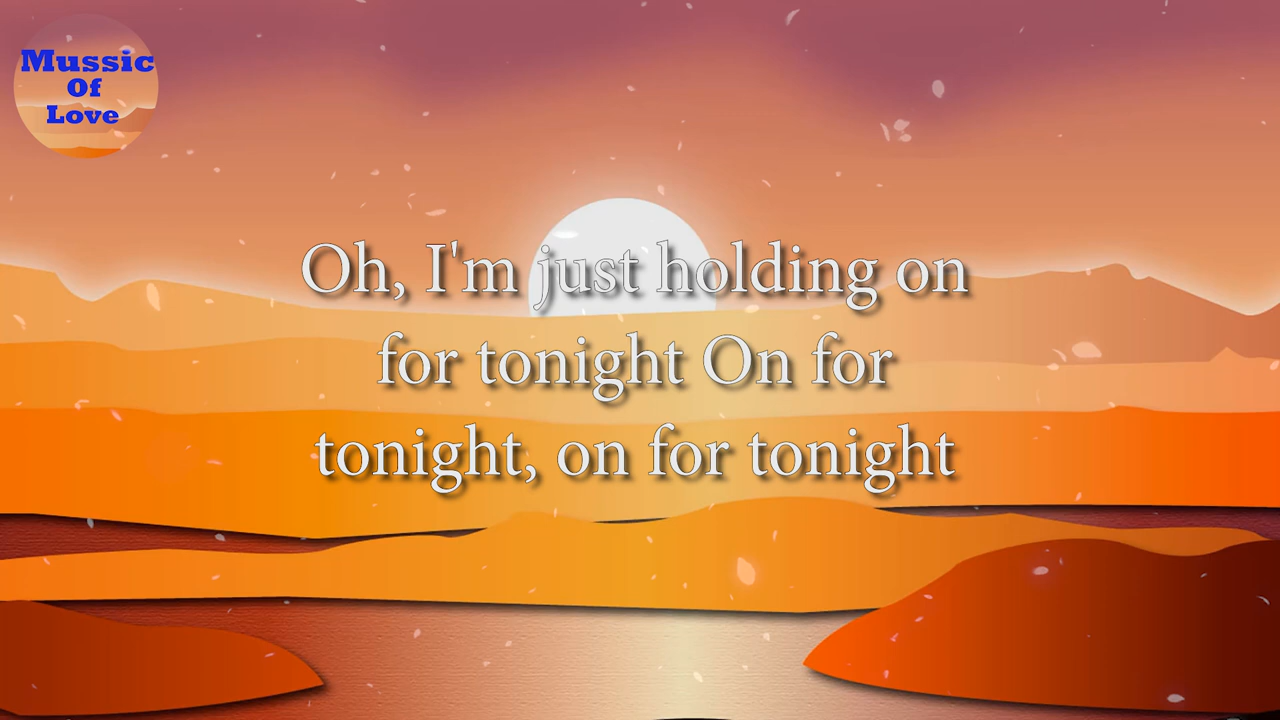 Mussic
Of
Love
Oh, I'm just holding on
for tonight On for
tonight, on for tonight